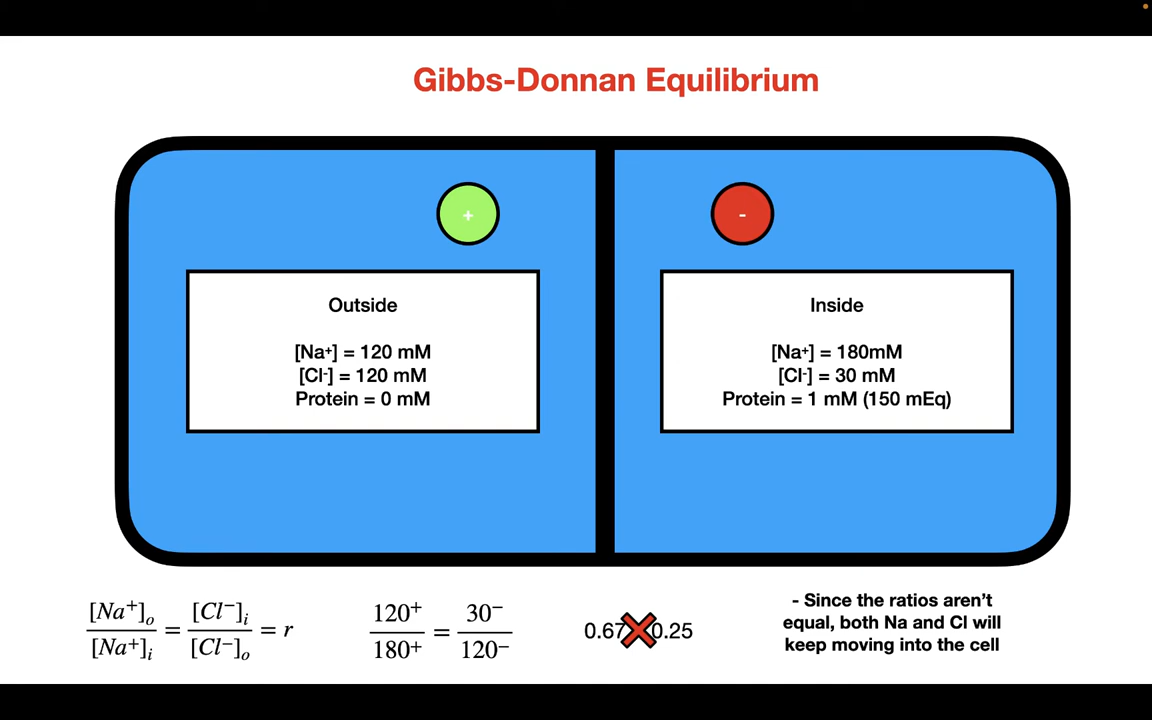 Gibbs-Donnan Equilibrium
+
-
Outside
[Na⁺] = 120 mM
[Cl⁻] = 120 mM
Protein = 0 mM
Inside
[Na⁺] = 180mM
[Cl⁻] = 30 mM
Protein = 1 mM (150 mEq)
[Na⁺]ₒ / [Na⁺]ᵢ = [Cl⁻]ᵢ / [Cl⁻]ₒ = r
120⁺ / 180⁺ = 30⁻ / 120⁻
0.67 0.25
- Since the ratios aren’t
equal, both Na and Cl will
keep moving into the cell